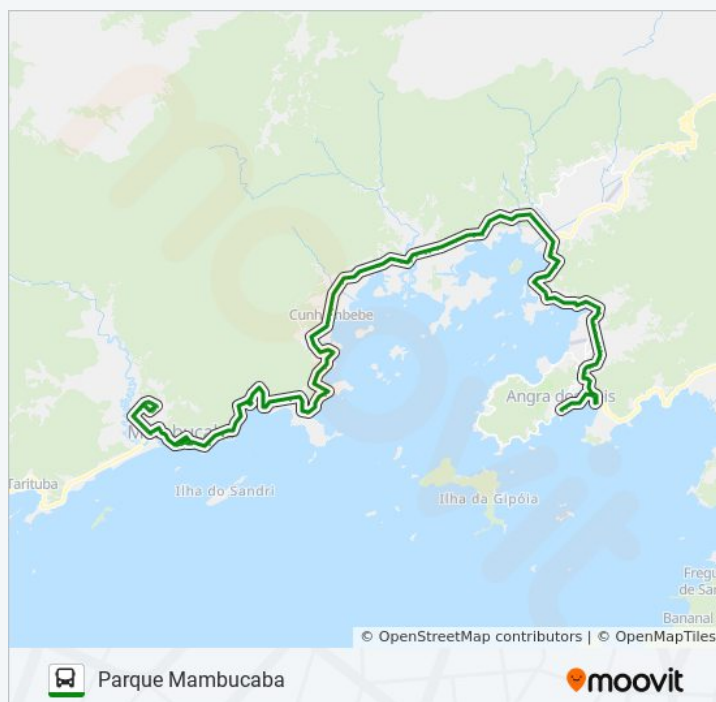 moovit
Cunhambebe
Angra dos Reis
Mambucaba
Tarituba
Ilha do Sandri
Ilha da Gipóia
Bananal
© OpenStreetMap contributors | © OpenMapTiles
Parque Mambucaba
moovit